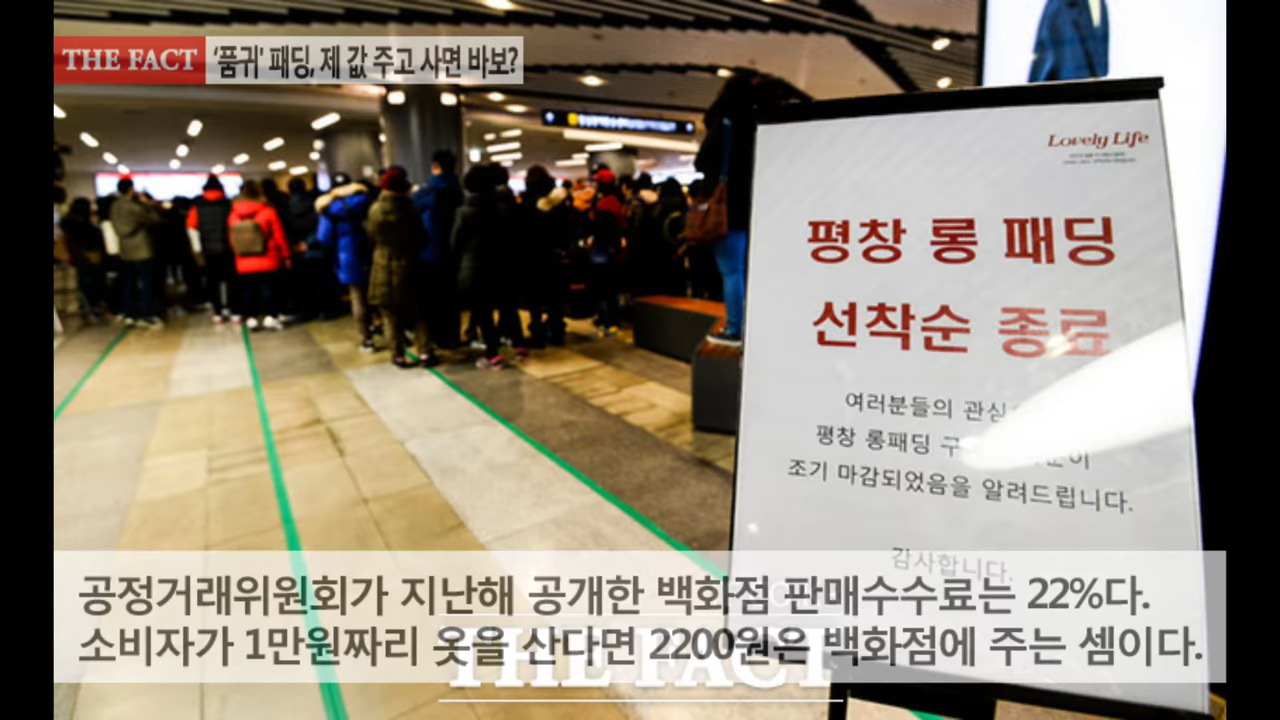 THE FACT
'품귀' 패딩, 제 값 주고 사면 바보?
Lovely Life
평창 롱 패딩
선착순 종료
여러분들의 관심
평창 롱패딩
조기 마감되었음을 알려드립니다.
감사합니다.
공정거래위원회가 지난해 공개한 백화점 판매수수료는 22%다.
소비자가 1만원짜리 옷을 산다면 2200원은 백화점에 주는 셈이다.
THE FACT